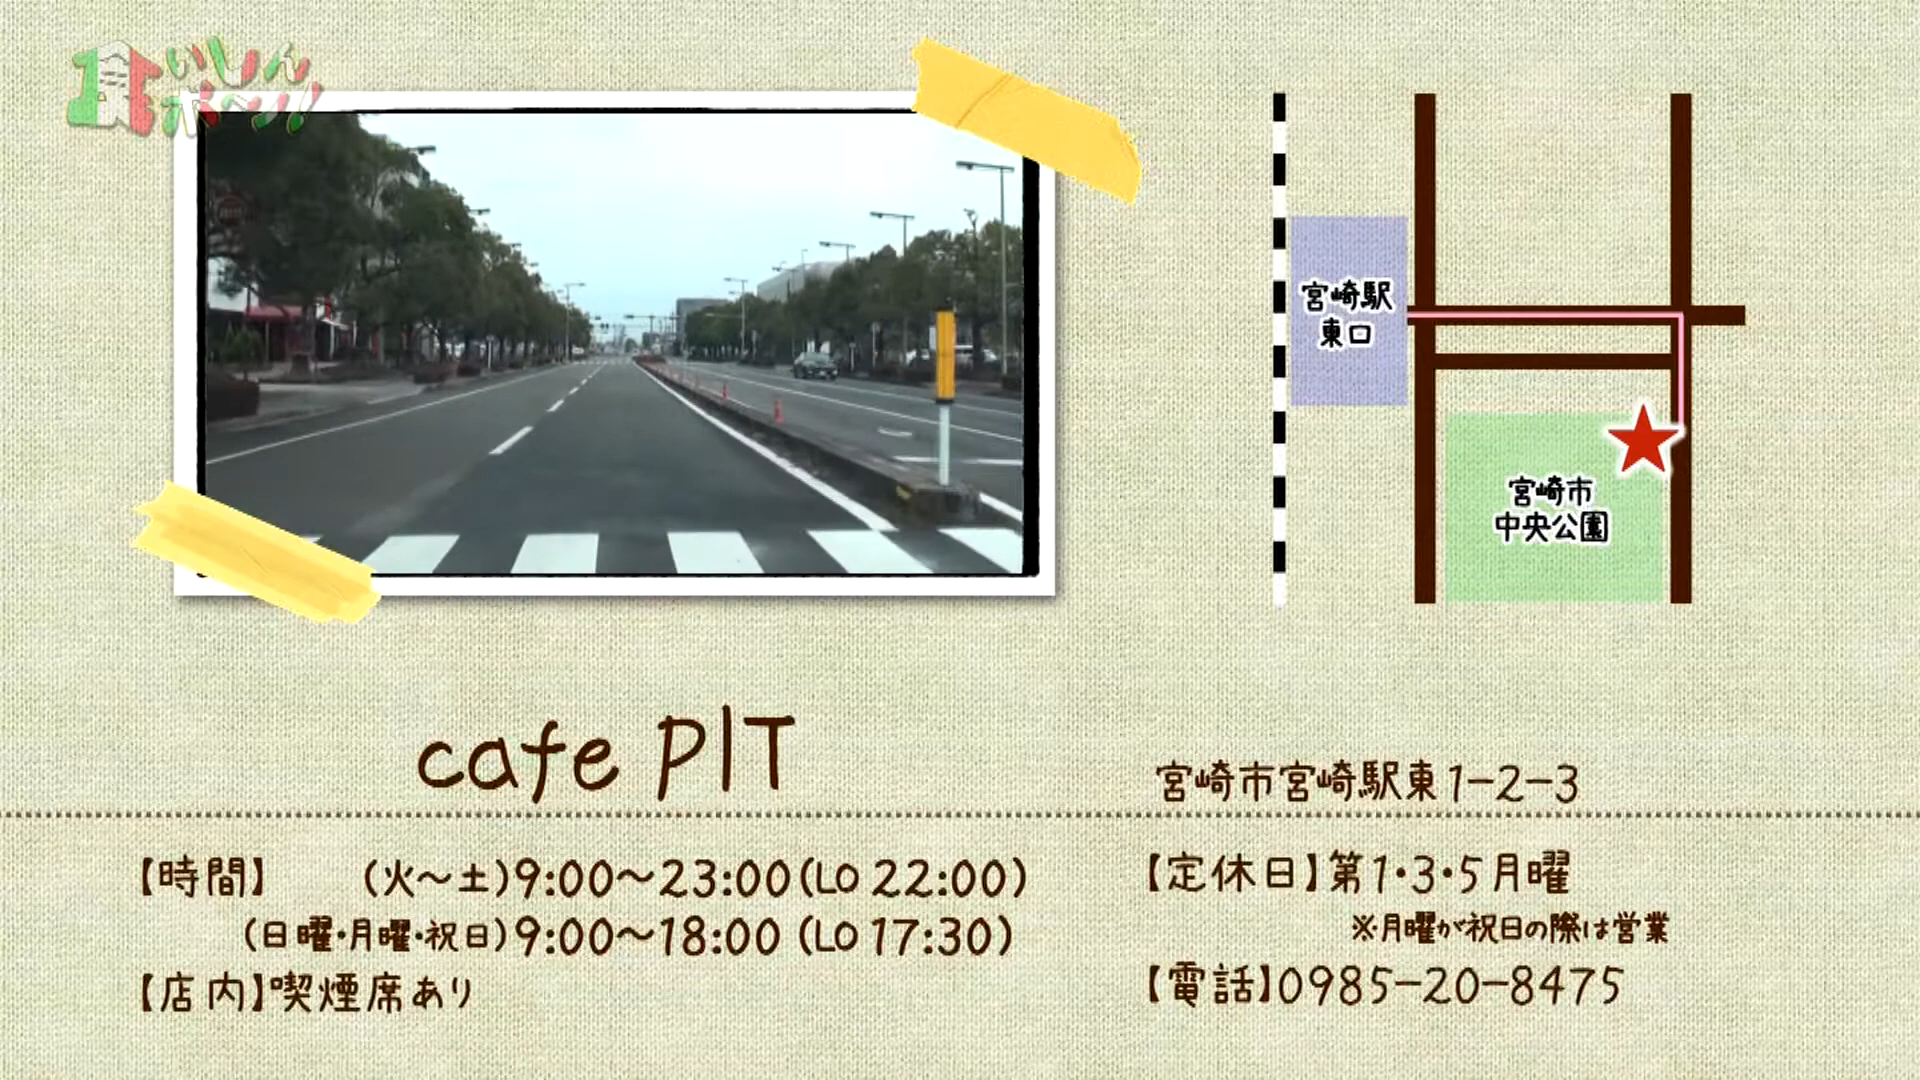 食いしん
ボーノ!
宮崎駅
東口
宮崎市
中央公園
cafe PIT
宮崎市宮崎駅東1-2-3
【時間】 (火～土)9:00～23:00(LO 22:00)
(日曜・月曜・祝日)9:00～18:00 (LO 17:30)
【店内】喫煙席あり
【定休日】第1・3・5月曜
※月曜が祝日の際は営業
【電話】0985-20-8475